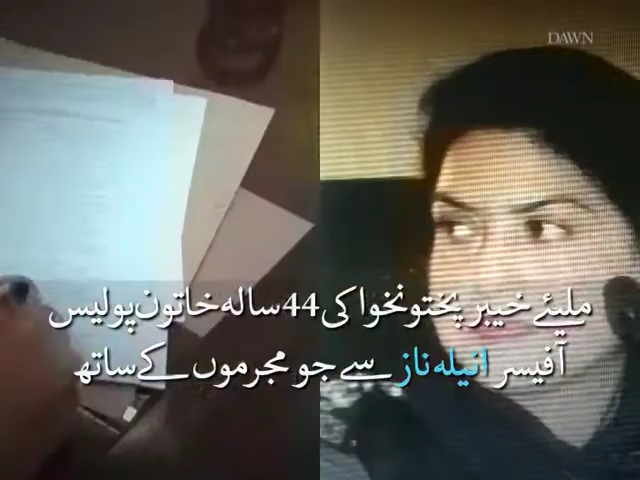 DAWN
ملیئے خیبر پختونخوا کی 44 سالہ خاتون پولیس
آفیسر انیلہ ناز سے جو مجرموں کے ساتھ